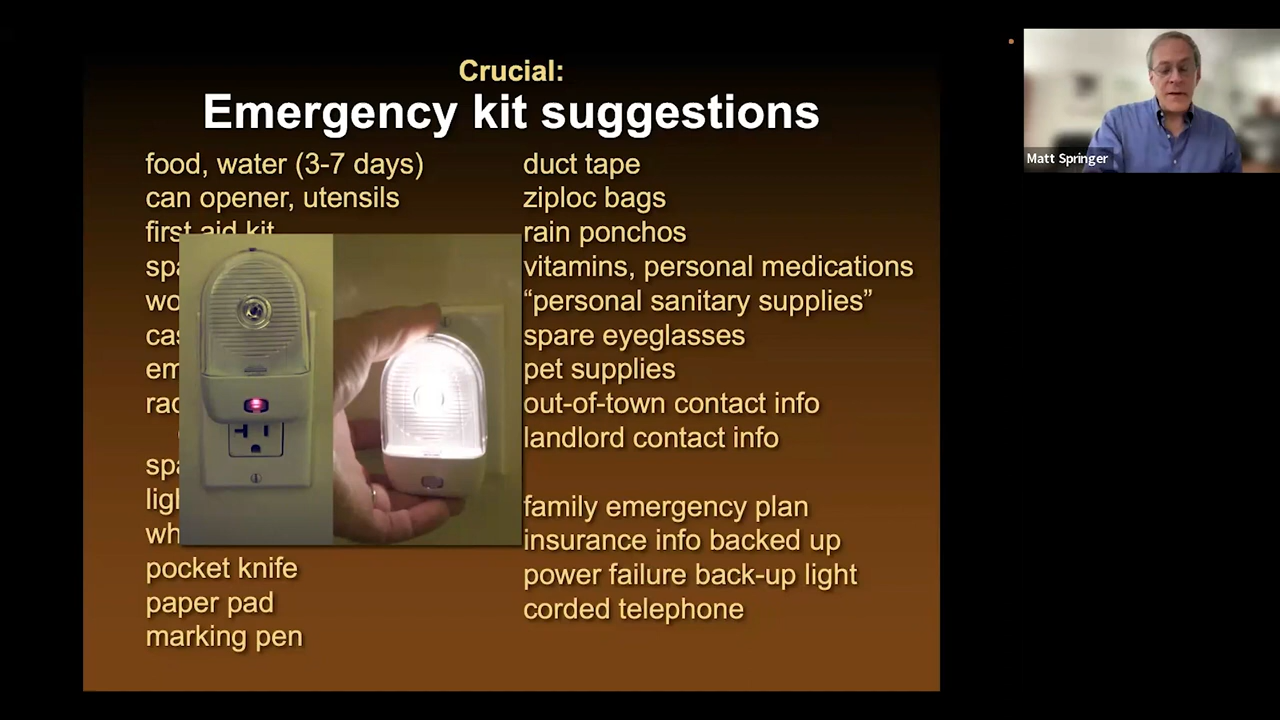 Crucial:
Emergency kit suggestions
food, water (3-7 days)
can opener, utensils
first aid kit
pocket knife
paper pad
marking pen
duct tape
ziploc bags
rain ponchos
vitamins, personal medications
“personal sanitary supplies”
spare eyeglasses
pet supplies
out-of-town contact info
landlord contact info
family emergency plan
insurance info backed up
power failure back-up light
corded telephone
Matt Springer